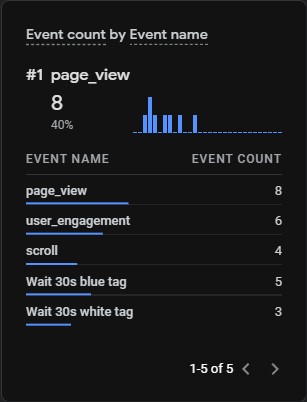 Event count by Event name
#1 page_view
8
40%
EVENT NAME EVENT COUNT
page_view 8
user_engagement 6
scroll 4
Wait 30s blue tag 5
Wait 30s white tag 3
1-5 of 5